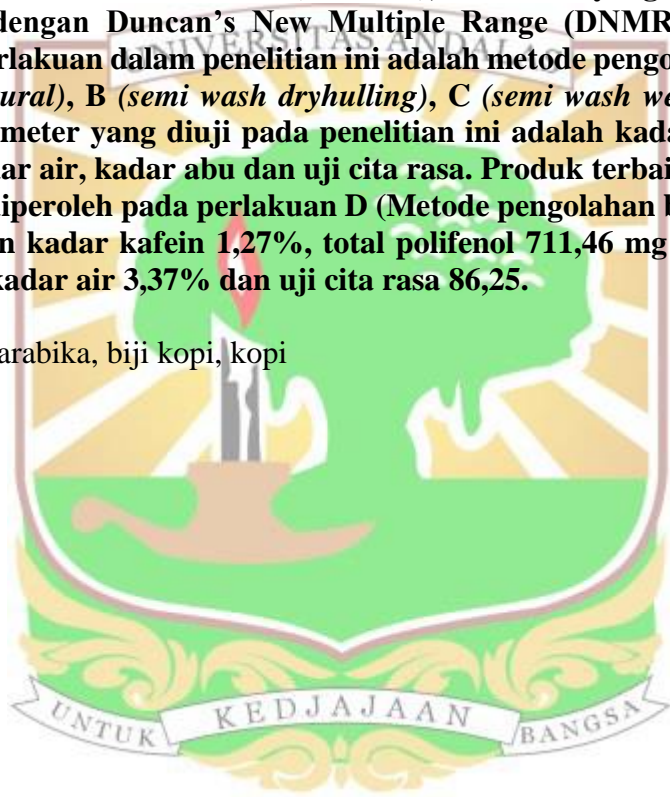 dengan Duncan’s New Multiple Range (DNMR
UNIVERSITAS ANDALAS
rlakuan dalam penelitian ini adalah metode pengo
ural), B (semi wash dryhulling), C (semi wash we
meter yang diuji pada penelitian ini adalah kada
ar air, kadar abu dan uji cita rasa. Produk terbai
iperoleh pada perlakuan D (Metode pengolahan b
n kadar kafein 1,27%, total polifenol 711,46 mg
kadar air 3,37% dan uji cita rasa 86,25.
arabika, biji kopi, kopi
UNTUK KEDJAJAAN BANGSA